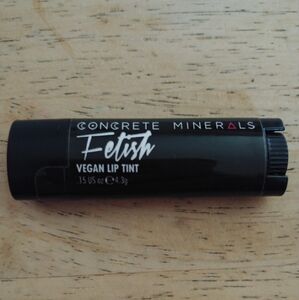 CONCRETE MINERALS
Fetish
VEGAN LIP TINT
.15 US oz ℮ 4.3g